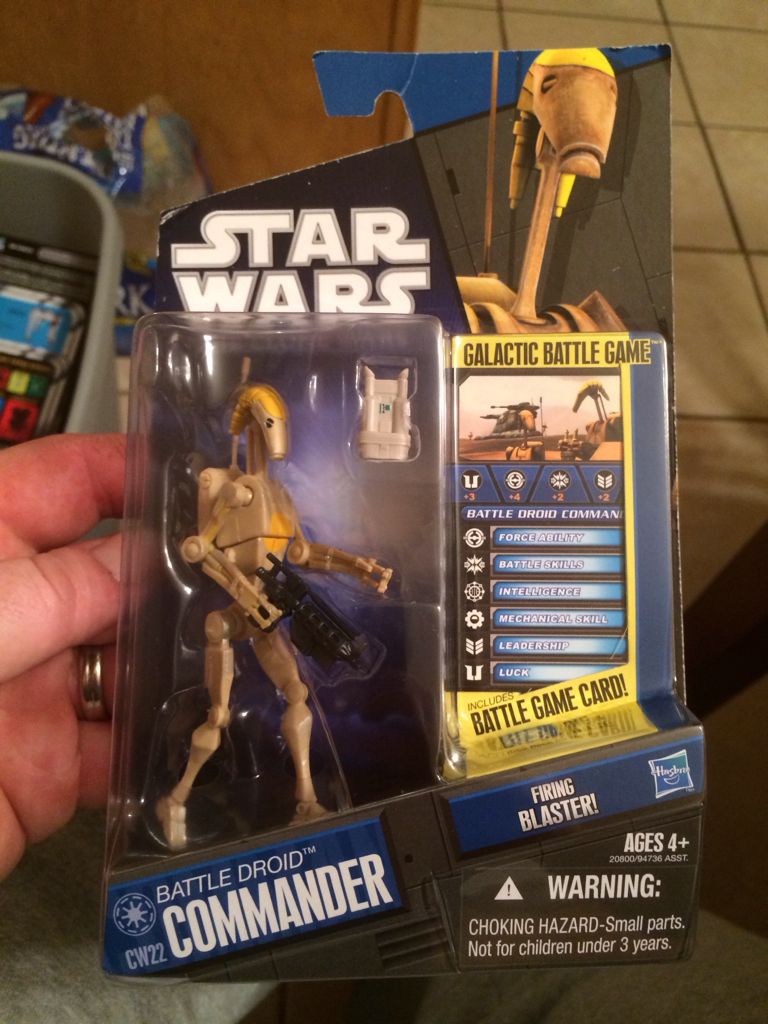 STAR
WARS
GALACTIC BATTLE GAME™
+3 +4 +2 +2
BATTLE DROID COMMAN
FORCE ABILITY
BATTLE SKILLS
INTELLIGENCE
MECHANICAL SKILL
LEADERSHIP
LUCK
INCLUDES
BATTLE GAME CARD!
FIRING
BLASTER!
Hasbro
AGES 4+
20800/94736 ASST.
BATTLE DROID™
COMMANDER
CW22
WARNING:
CHOKING HAZARD-Small parts.
Not for children under 3 years.